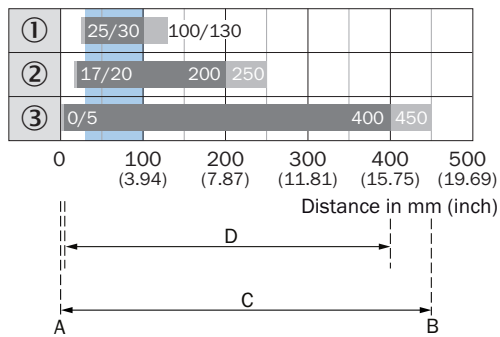 ① 25/30 100/130
② 17/20 200 250
③ 0/5 400 450
0 100 200 300 400 500
(3.94) (7.87) (11.81) (15.75) (19.69)
Distance in mm (inch)
D
C
A B